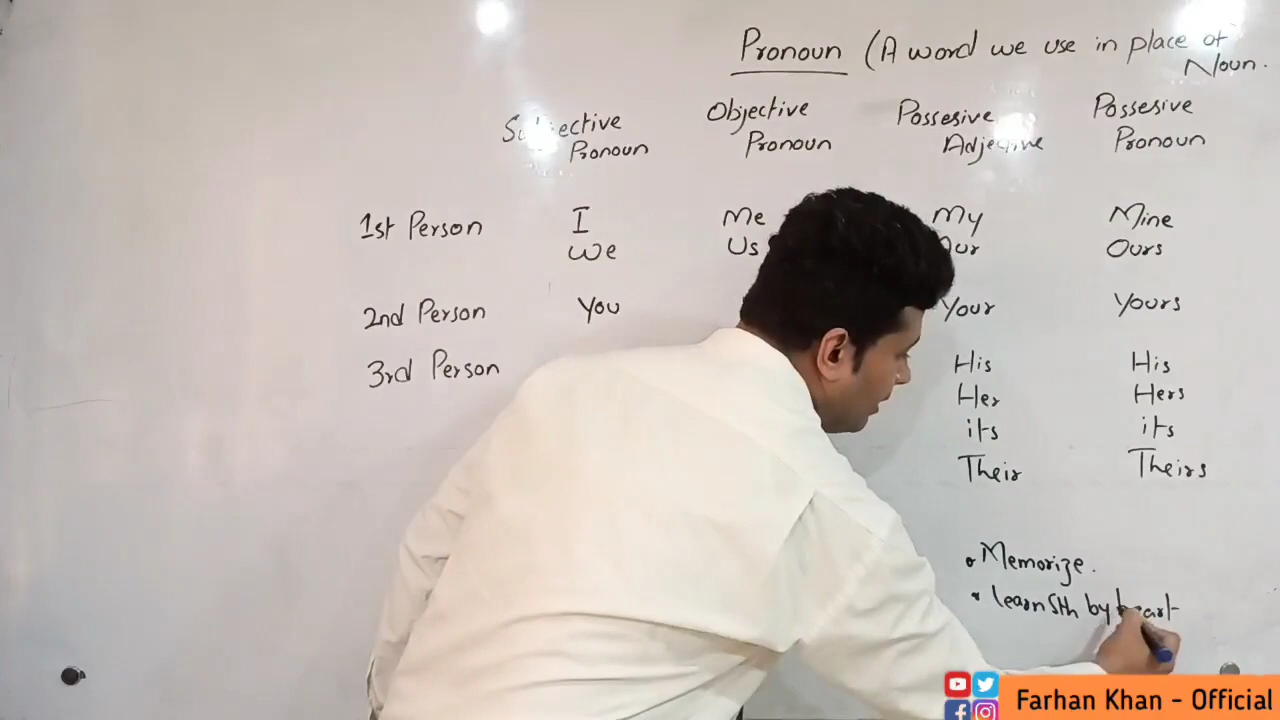 Pronoun (A word we use in place of
Noun.
Subjective Objective Possesive Possesive
Pronoun Pronoun Adjective Pronoun
1st Person I Me My Mine
We Us Our Ours
2nd Person You Your Yours
3rd Person His His
Her Hers
its its
Their Theirs
• Memorize.
• learn Sth by heart
Farhan Khan - Official